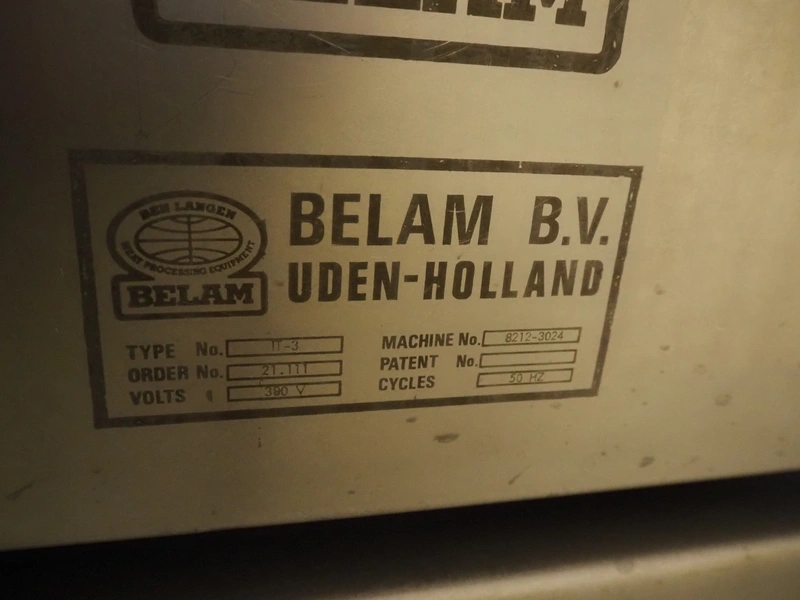 BELAM
BEN LANGEN
MEAT PROCESSING EQUIPMENT
BELAM
BELAM B.V.
UDEN-HOLLAND
TYPE No. MACHINE No. 8212-3024
ORDER No. PATENT No.
VOLTS 380 V CYCLES 50 HZ